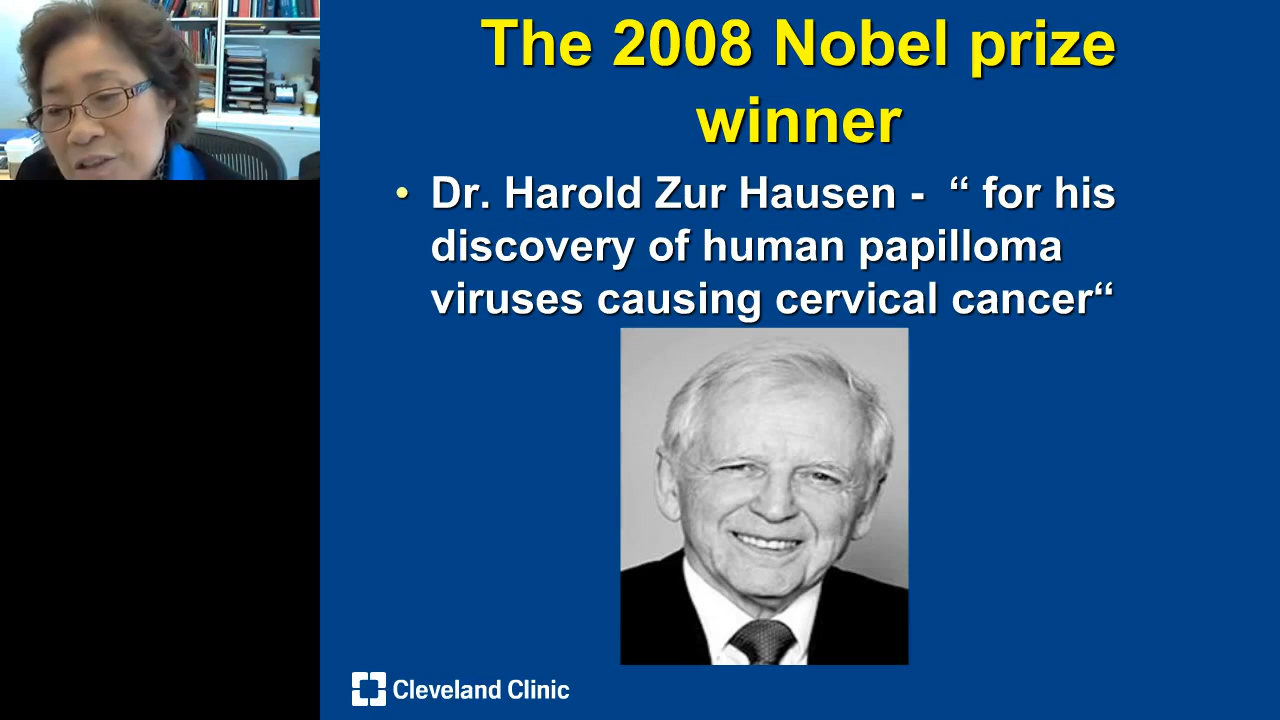 The 2008 Nobel prize
winner
• Dr. Harold Zur Hausen - “ for his
discovery of human papilloma
viruses causing cervical cancer“
Cleveland Clinic